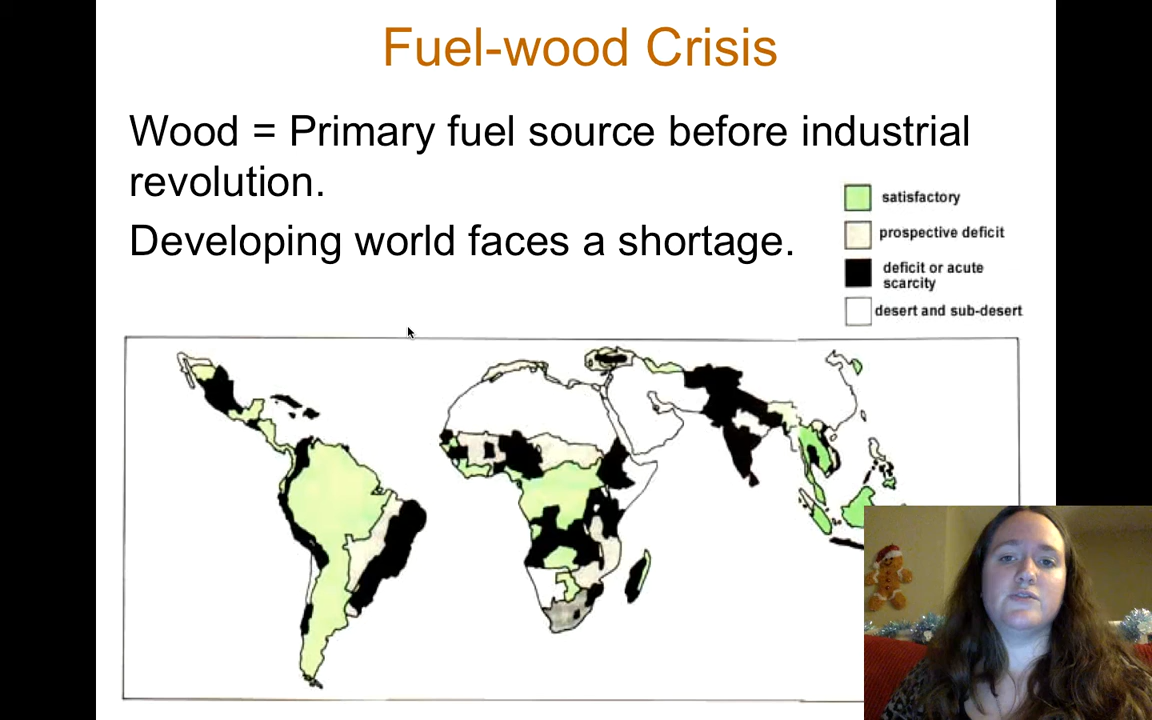 Fuel-wood Crisis
Wood = Primary fuel source before industrial
revolution.
Developing world faces a shortage.
satisfactory
prospective deficit
deficit or acute
scarcity
desert and sub-desert